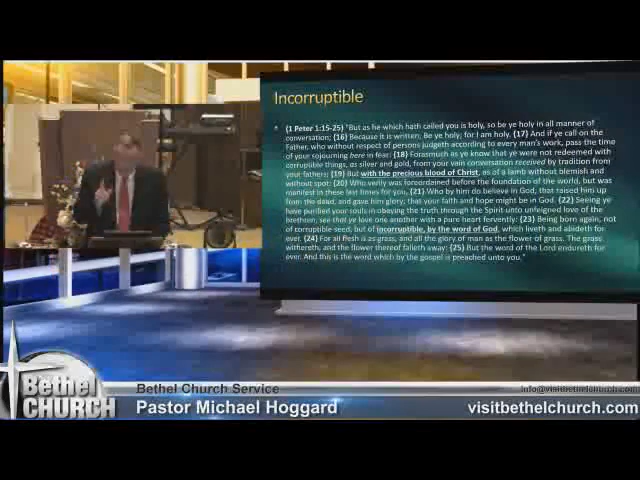 Incorruptible
• (1 Peter 1:15-25) "But as he which hath called you is holy, so be ye holy in all manner of
conversation; (16) Because it is written, Be ye holy; for I am holy. (17) And if ye call on the
Father, who without respect of persons judgeth according to every man's work, pass the
time of your sojourning here in fear: (18) Forasmuch as ye know that ye were not redeemed with
corruptible things, as silver and gold, from your vain conversation received by tradition from
your fathers; (19) But with the precious blood of Christ, as of a lamb without blemish and
without spot: (20) Who verily was foreordained before the foundation of the world, but was
manifest in these last times for you, (21) Who by him do believe in God, that raised him up
from the dead, and gave him glory; that your faith and hope might be in God. (22) Seeing ye
have purified your souls in obeying the truth through the Spirit unto unfeigned love of the
brethren, see that ye love one another with a pure heart fervently: (23) Being born again, not
of corruptible seed, but of incorruptible, by the word of God, which liveth and abideth for
ever. (24) For all flesh is as grass, and all the glory of man as the flower of grass. The grass
withereth, and the flower thereof falleth away: (25) But the word of the Lord endureth for
ever. And this is the word which by the gospel is preached unto you."
Bethel
CHURCH
Bethel Church Service
info@visitbethelchurch.com
Pastor Michael Hoggard
visitbethelchurch.com